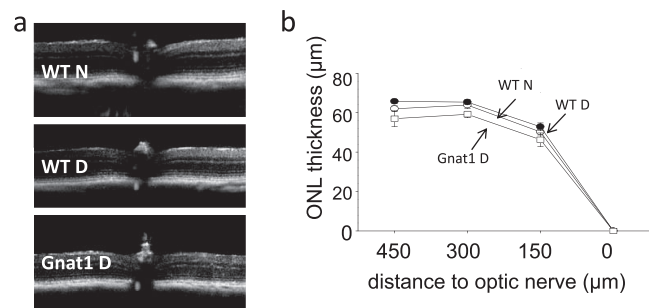 a
WT N
WT D
Gnat1 D
b
ONL thickness (µm)
80
60
40
20
0
WT N
WT D
Gnat1 D
450 300 150 0
distance to optic nerve (µm)